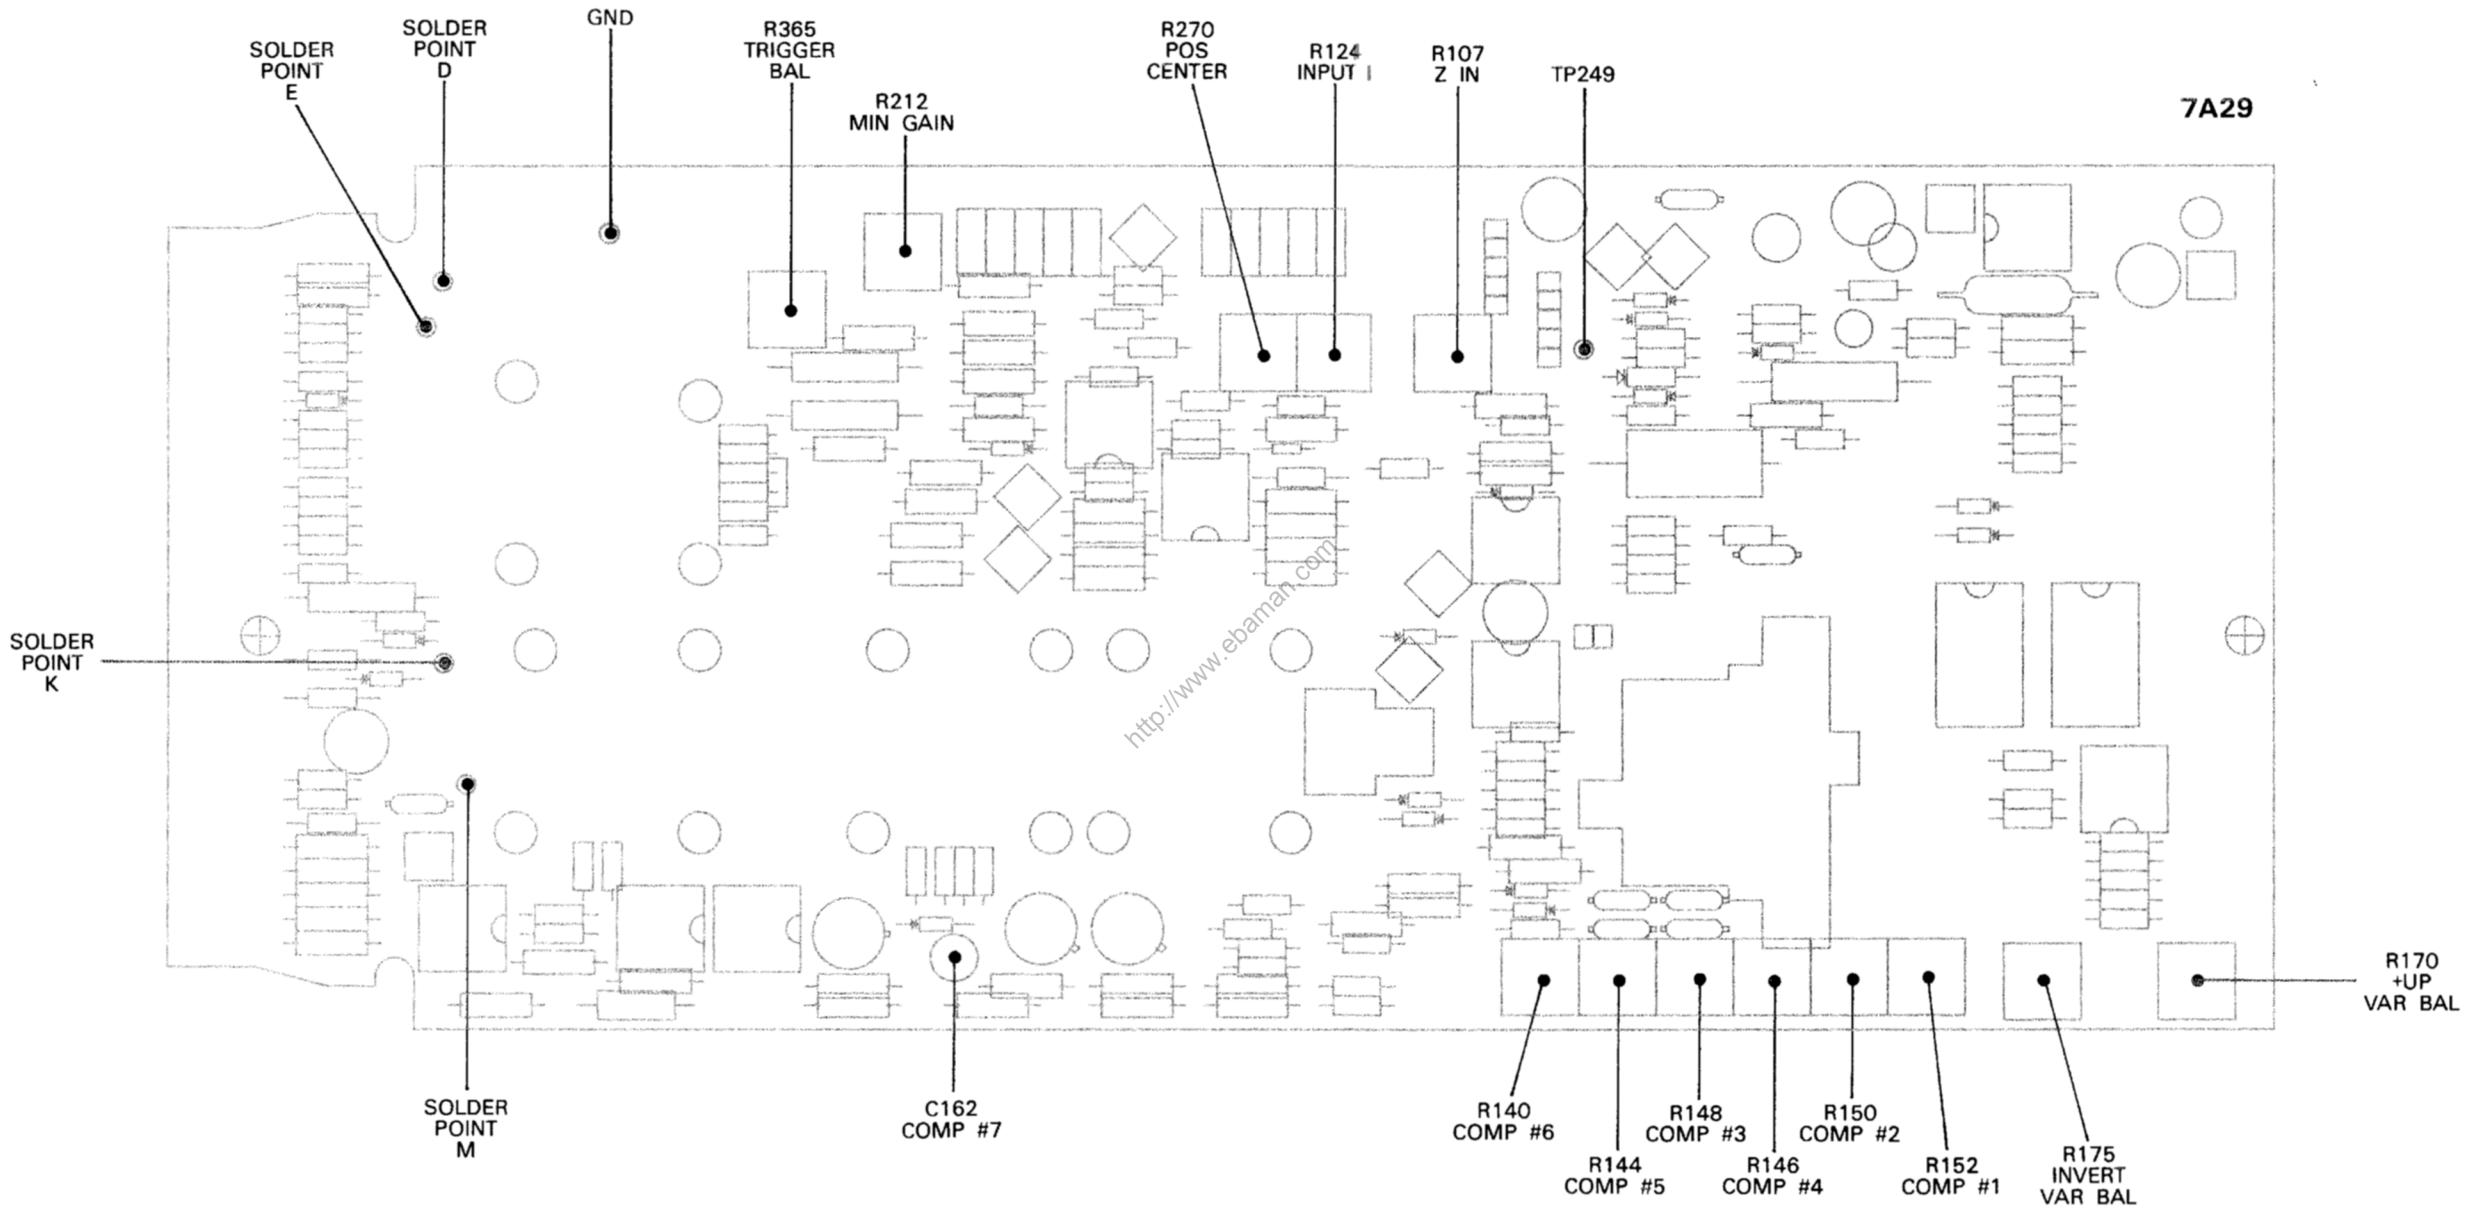 GND
SOLDER
POINT
D
SOLDER
POINT
E
R365
TRIGGER
BAL
R212
MIN GAIN
R270
POS
CENTER
R124
INPUT I
R107
Z IN
TP249
7A29
SOLDER
POINT
K
http://www.ebaman.com
R170
+UP
VAR BAL
SOLDER
POINT
M
C162
COMP #7
R140
COMP #6
R144
COMP #5
R148
COMP #3
R146
COMP #4
R150
COMP #2
R152
COMP #1
R175
INVERT
VAR BAL